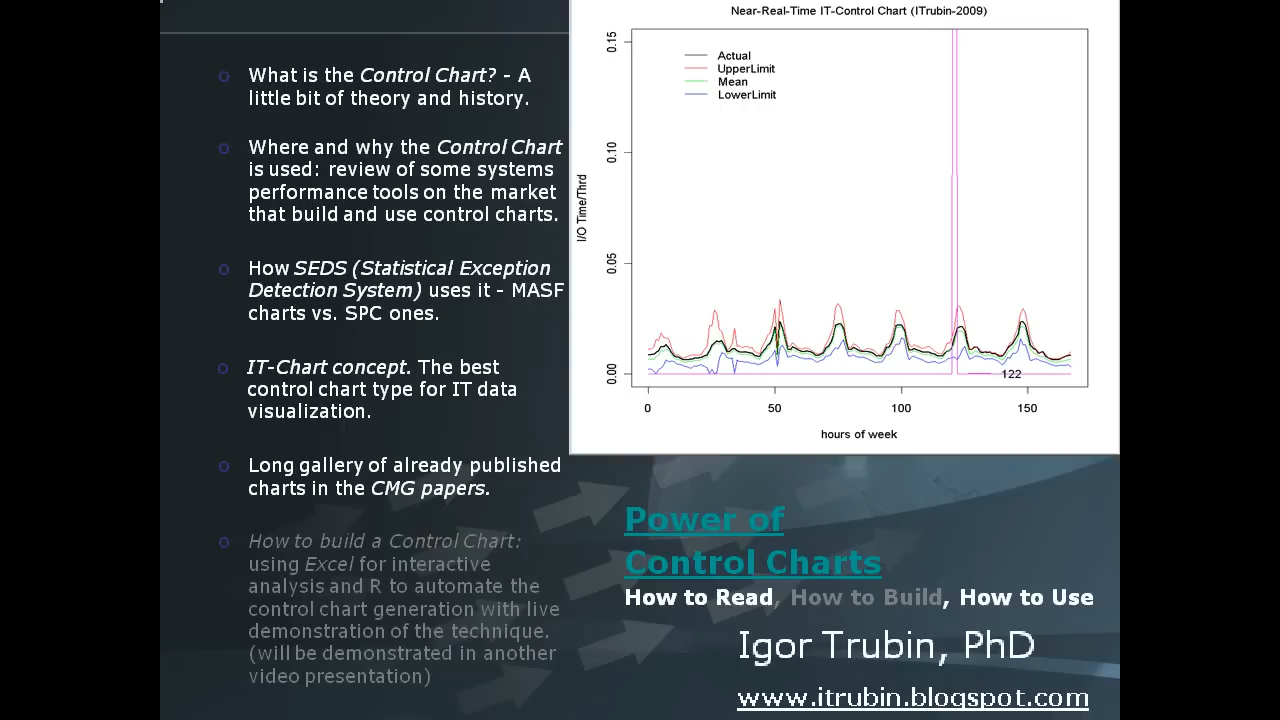 What is the Control Chart? - A
little bit of theory and history.
Where and why the Control Chart
is used: review of some systems
performance tools on the market
that build and use control charts.
How SEDS (Statistical Exception
Detection System) uses it - MASF
charts vs. SPC ones.
IT-Chart concept. The best
control chart type for IT data
visualization.
Long gallery of already published
charts in the CMG papers.
How to build a Control Chart:
using Excel for interactive
analysis and R to automate the
control chart generation with live
demonstration of the technique.
(will be demonstrated in another
video presentation)
Near-Real-Time IT-Control Chart (ITrubin-2009)
Actual
UpperLimit
Mean
LowerLimit
I/O Time/Thrd
0.15
0.10
0.05
0.00
122
0 50 100 150
hours of week
Power of
Control Charts
How to Read, How to Build, How to Use
Igor Trubin, PhD
www.itrubin.blogspot.com